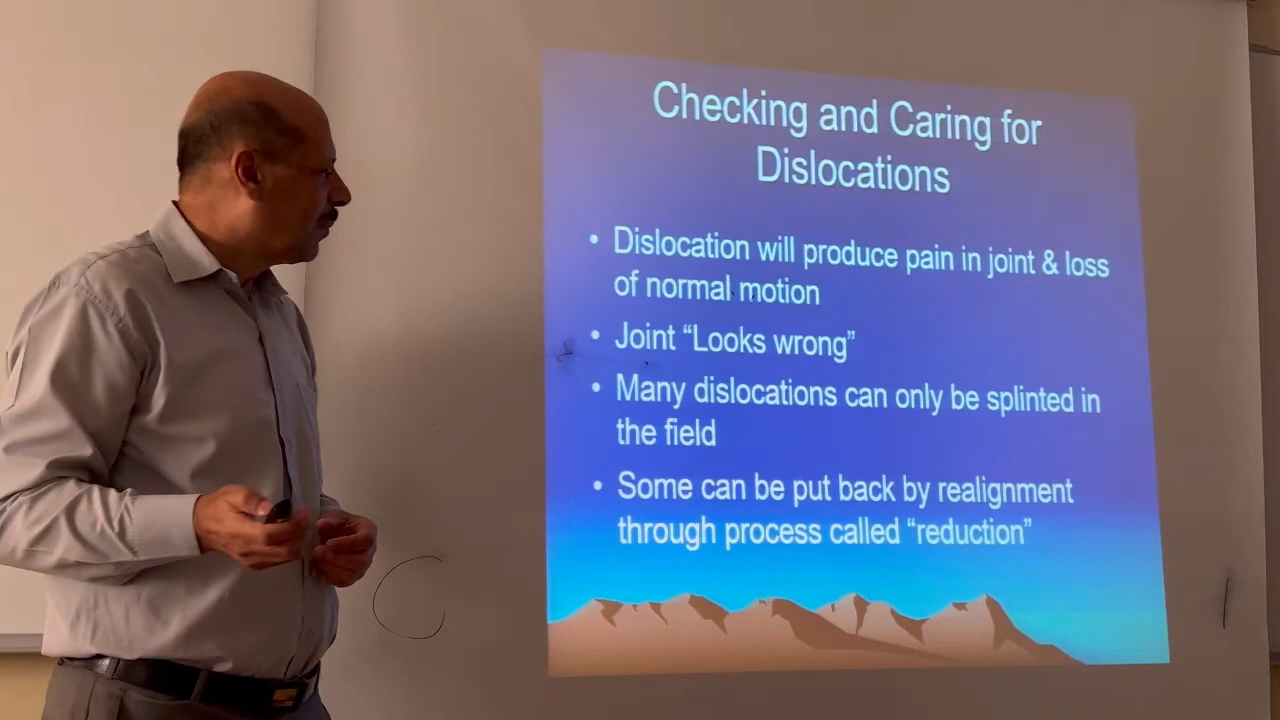 Checking and Caring for
Dislocations
• Dislocation will produce pain in joint & loss
of normal motion
• Joint “Looks wrong”
• Many dislocations can only be splinted in
the field
• Some can be put back by realignment
through process called “reduction”